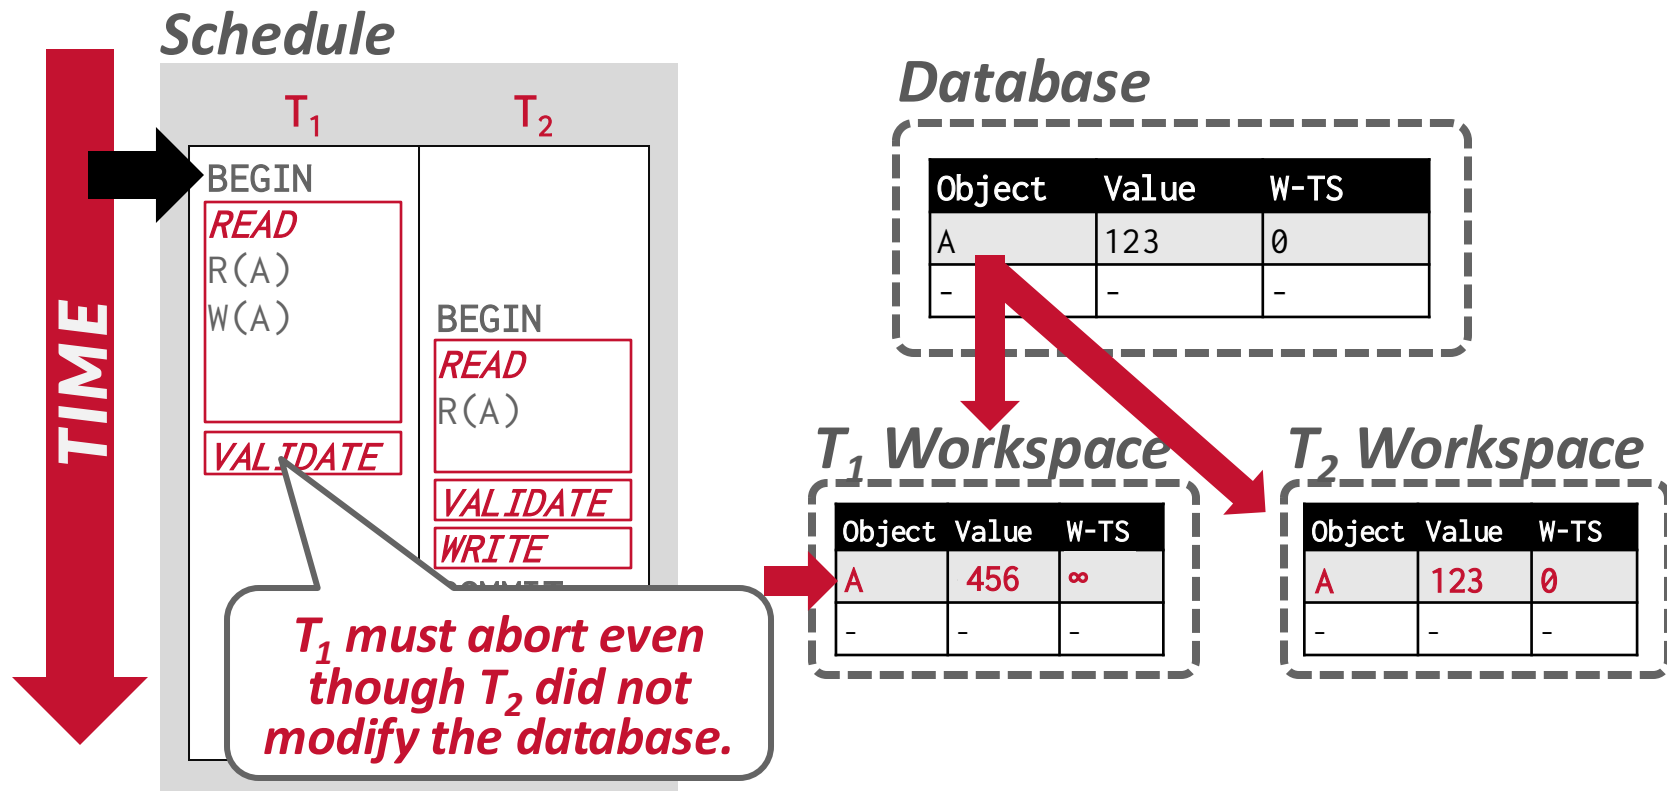 Schedule
TIME
T1 T2
BEGIN
READ
R(A)
W(A)
VALIDATE
BEGIN
READ
R(A)
VALIDATE
WRITE
COMMIT
T1 must abort even
though T2 did not
modify the database.
Database
Object Value W-TS
A 123 0
- - -
T1 Workspace
Object Value W-TS
A 456 ∞
- - -
T2 Workspace
Object Value W-TS
A 123 0
- - -